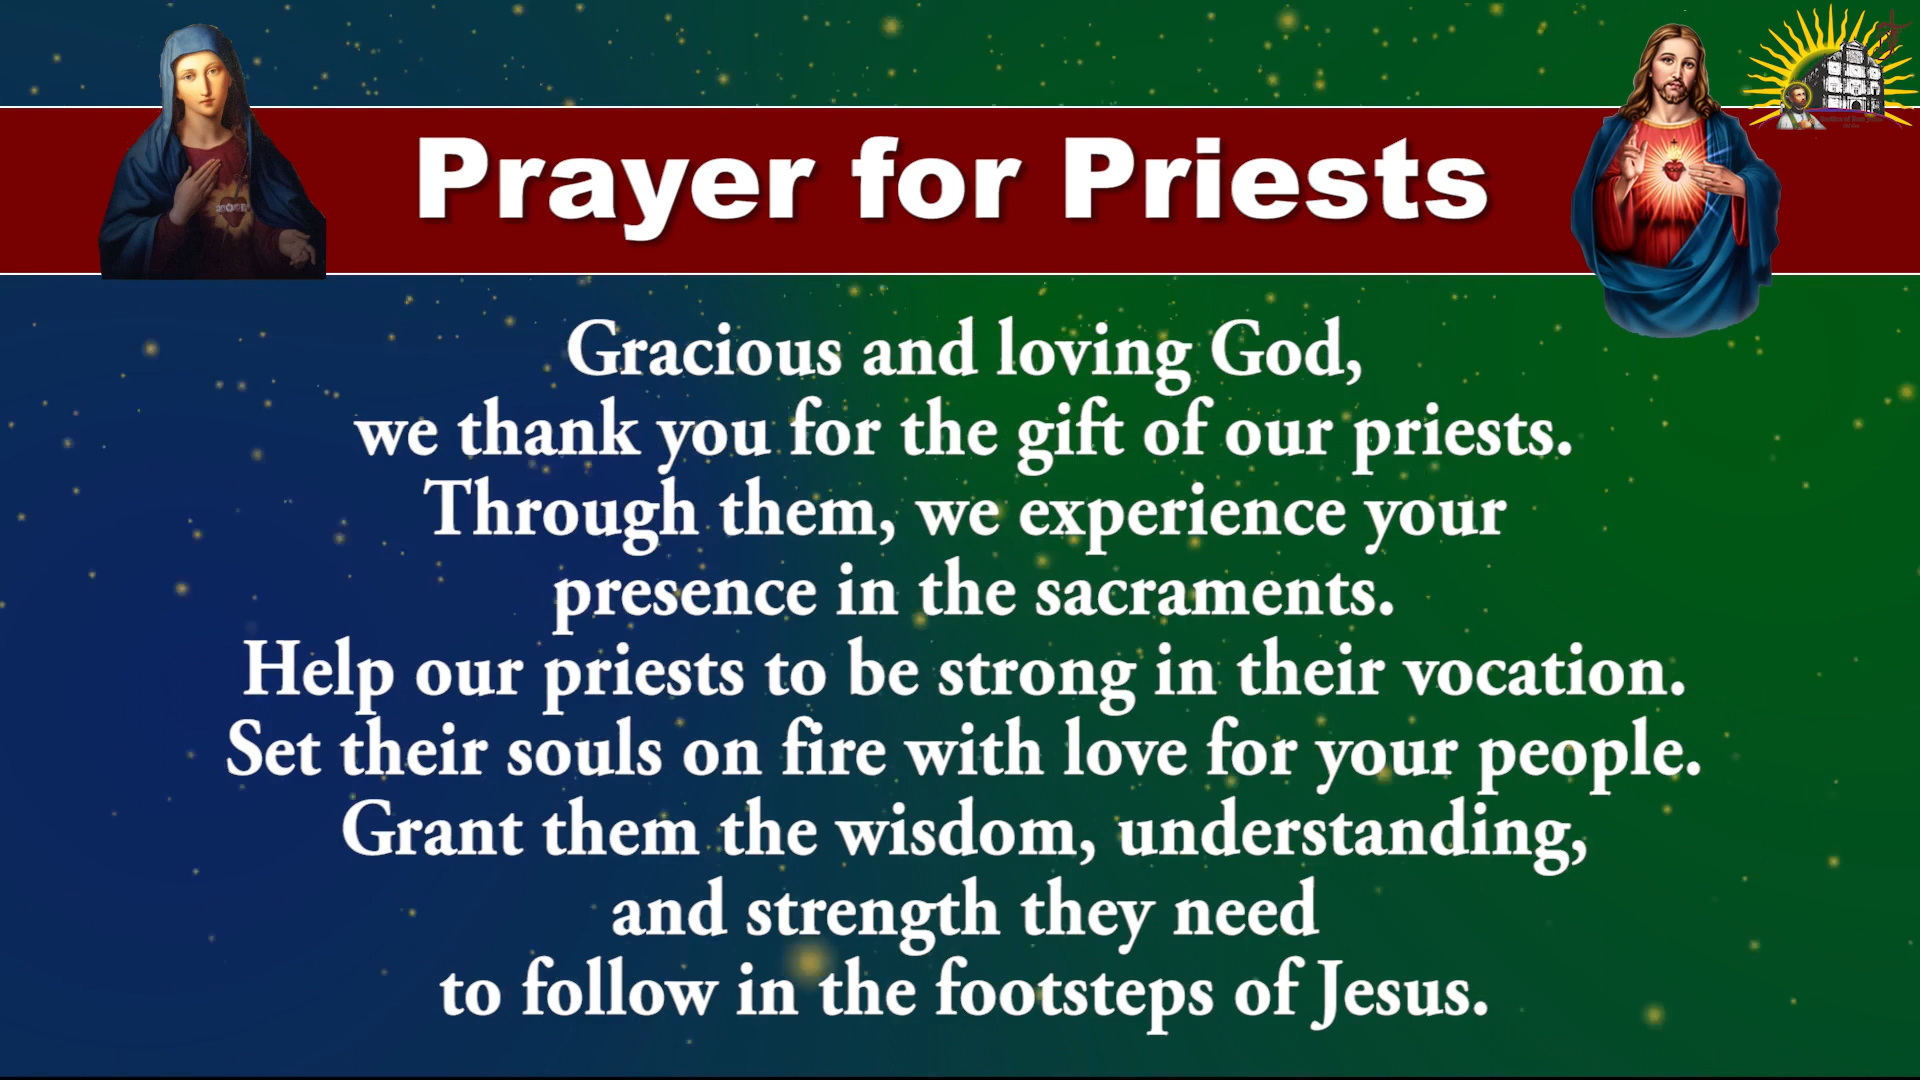 Prayer for Priests
Gracious and loving God,
we thank you for the gift of our priests.
Through them, we experience your
presence in the sacraments.
Help our priests to be strong in their vocation.
Set their souls on fire with love for your people.
Grant them the wisdom, understanding,
and strength they need
to follow in the footsteps of Jesus.